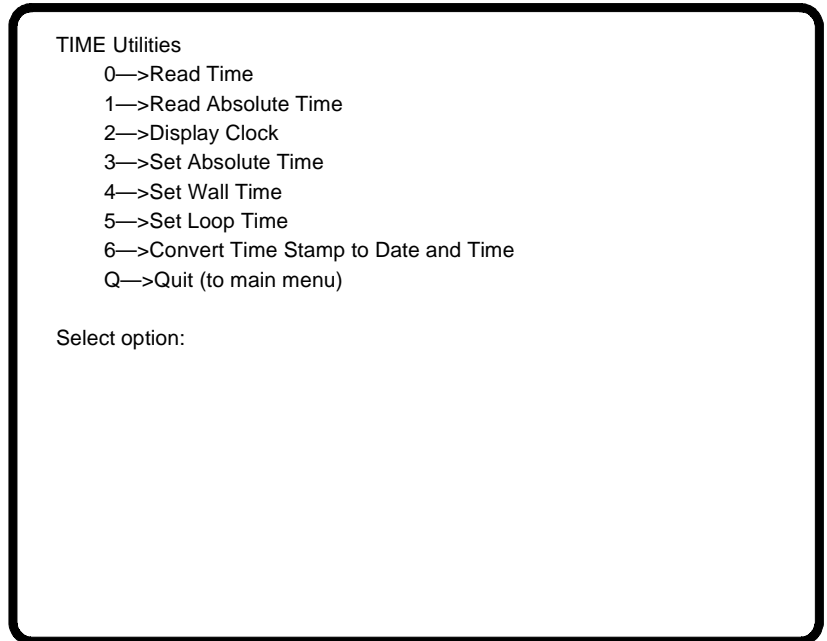 TIME Utilities
0—>Read Time
1—>Read Absolute Time
2—>Display Clock
3—>Set Absolute Time
4—>Set Wall Time
5—>Set Loop Time
6—>Convert Time Stamp to Date and Time
Q—>Quit (to main menu)
Select option: